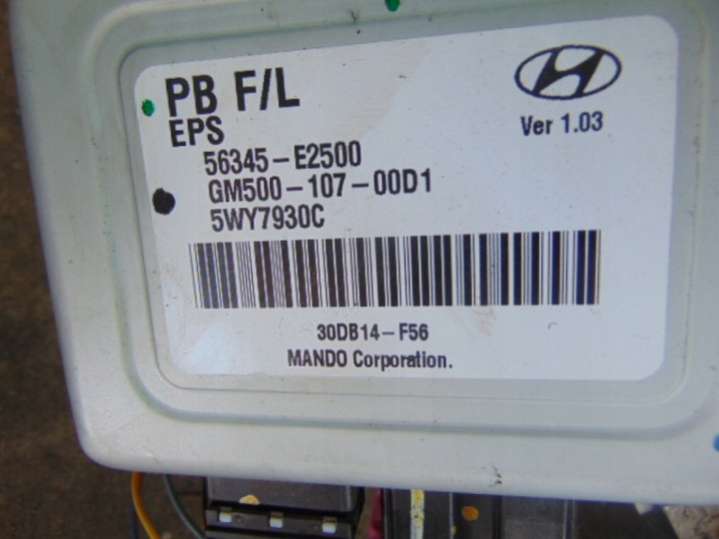 PB F/L
EPS
Ver 1.03
56345-E2500
GM500-107-00D1
5WY7930C
30DB14-F56
MANDO Corporation.